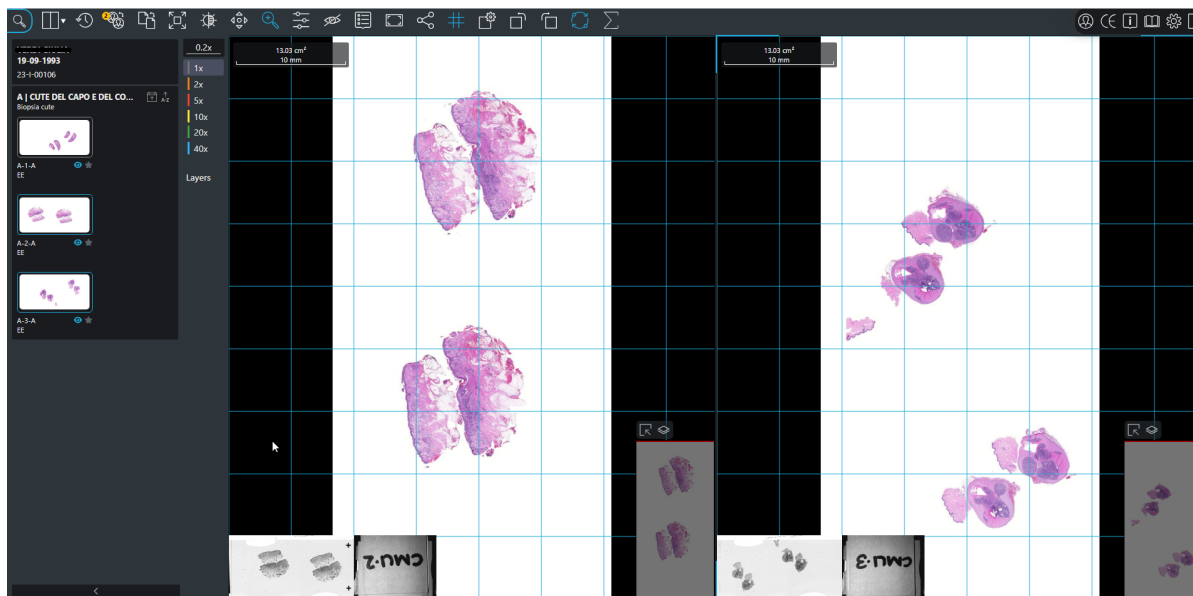 2
19-09-1993
23-I-00106
A | CUTE DEL CAPO E DEL CO...
A-Z
Biopsia cute
A-1-A
EE
A-2-A
EE
A-3-A
EE
0.2x
1x
2x
5x
10x
20x
40x
Layers
13.03 cm²
10 mm
CMU-2
13.03 cm²
10 mm
CMU-3